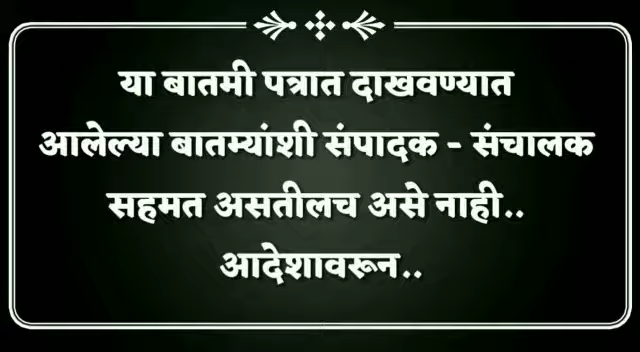 या बातमी पत्रात दाखवण्यात
आलेल्या बातम्यांशी संपादक - संचालक
सहमत असतीलच असे नाही..
आदेशावरून..